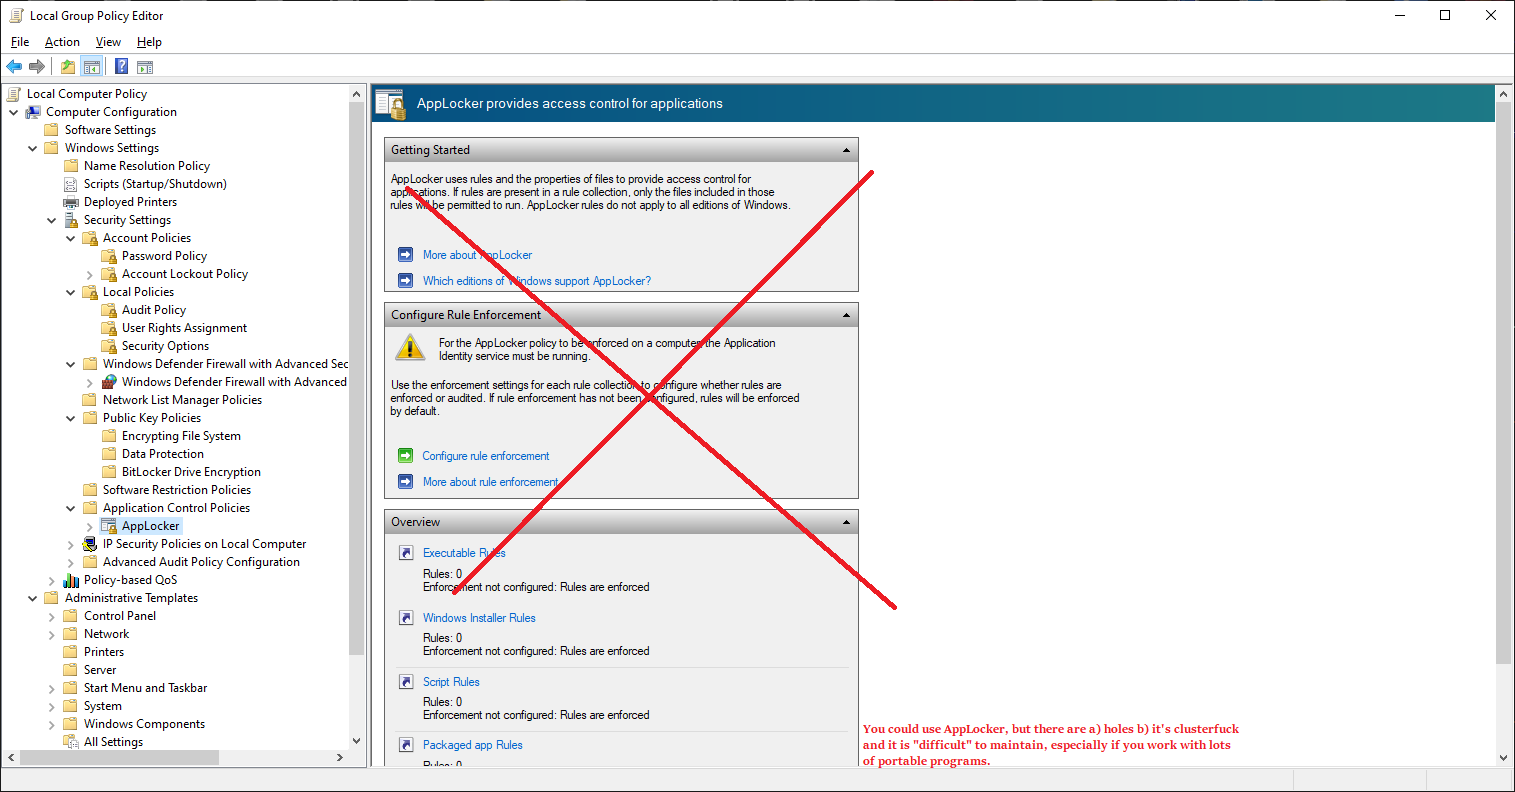 Local Group Policy Editor
File Action View Help
Local Computer Policy
Computer Configuration
Software Settings
Windows Settings
Name Resolution Policy
Scripts (Startup/Shutdown)
Deployed Printers
Security Settings
Account Policies
Password Policy
Account Lockout Policy
Local Policies
Audit Policy
User Rights Assignment
Security Options
Windows Defender Firewall with Advanced Sec
Windows Defender Firewall with Advanced
Network List Manager Policies
Public Key Policies
Encrypting File System
Data Protection
BitLocker Drive Encryption
Software Restriction Policies
Application Control Policies
AppLocker
IP Security Policies on Local Computer
Advanced Audit Policy Configuration
Policy-based QoS
Administrative Templates
Control Panel
Network
Printers
Server
Start Menu and Taskbar
System
Windows Components
All Settings
AppLocker provides access control for applications
Getting Started
AppLocker uses rules and the properties of files to provide access control for
applications. If rules are present in a rule collection, only the files included in those
rules will be permitted to run. AppLocker rules do not apply to all editions of Windows.
More about AppLocker
Which editions of Windows support AppLocker?
Configure Rule Enforcement
For the AppLocker policy to be enforced on a computer, the Application
Identity service must be running.
Use the enforcement settings for each rule collection to configure whether rules are
enforced or audited. If rule enforcement has not been configured, rules will be enforced
by default.
Configure rule enforcement
More about rule enforcement
Overview
Executable Rules
Rules: 0
Enforcement not configured: Rules are enforced
Windows Installer Rules
Rules: 0
Enforcement not configured: Rules are enforced
Script Rules
Rules: 0
Enforcement not configured: Rules are enforced
Packaged app Rules
Rules: 0
You could use AppLocker, but there are a) holes b) it's clusterfuck
and it is "difficult" to maintain, especially if you work with lots
of portable programs.